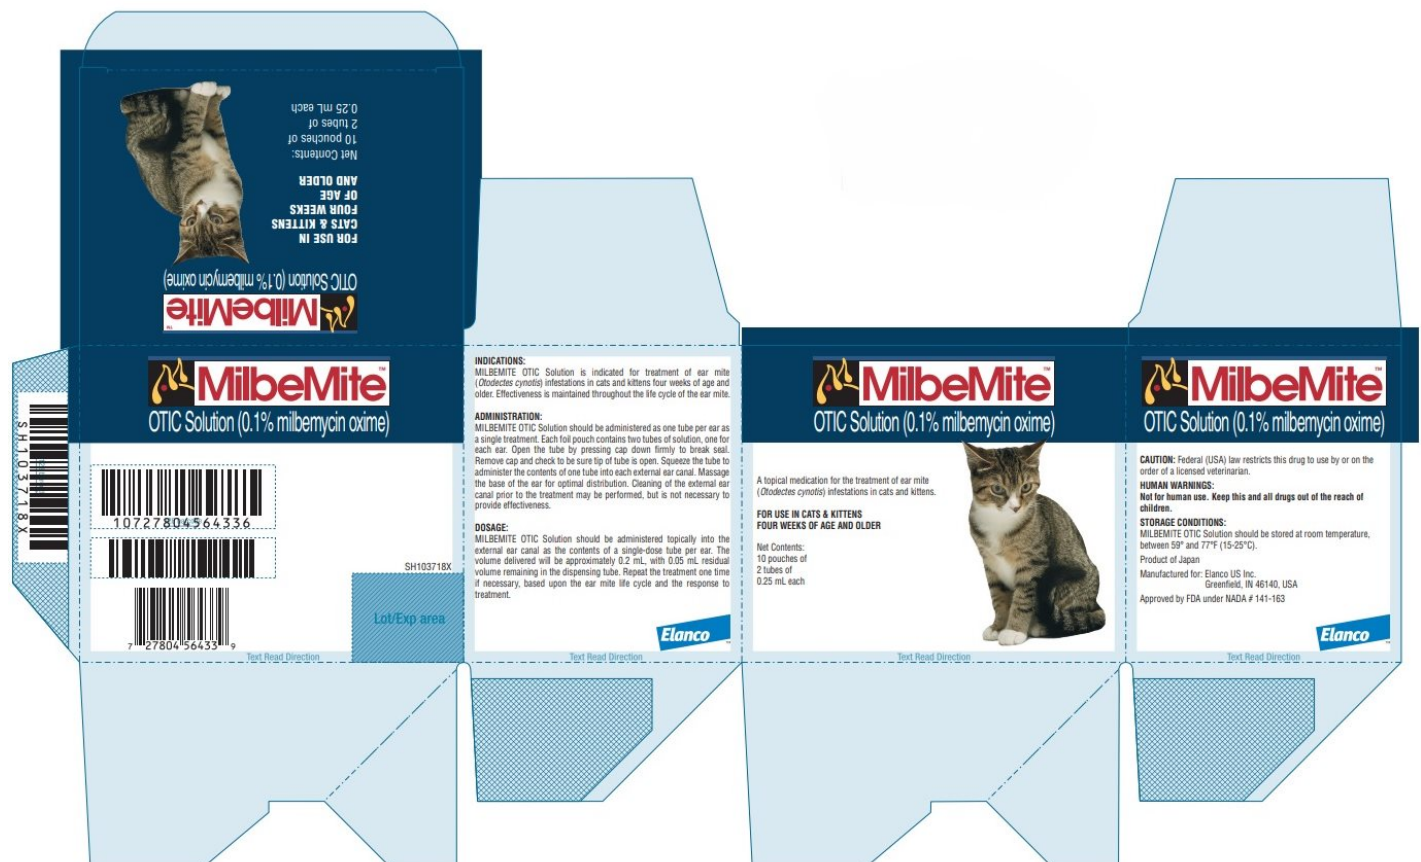 MilbeMite™
OTIC Solution (0.1% milbemycin oxime)
FOR USE IN
CATS & KITTENS
FOUR WEEKS
OF AGE
AND OLDER
Net Contents:
10 pouches of
2 tubes of
0.25 mL each
SH103718X
MilbeMite™
OTIC Solution (0.1% milbemycin oxime)
10727804564336
7 27804 56433 9
SH103718X
Lot/Exp area
Text Read Direction
INDICATIONS:
MILBEMITE OTIC Solution is indicated for treatment of ear mite
(Otodectes cynotis) infestations in cats and kittens four weeks of age and
older. Effectiveness is maintained throughout the life cycle of the ear mite.
ADMINISTRATION:
MILBEMITE OTIC Solution should be administered as one tube per ear as
a single treatment. Each foil pouch contains two tubes of solution, one for
each ear. Open the tube by pressing cap down firmly to break seal.
Remove cap and check to be sure tip of tube is open. Squeeze the tube to
administer the contents of one tube into each external ear canal. Massage
the base of the ear for optimal distribution. Cleaning of the external ear
canal prior to the treatment may be performed, but is not necessary to
provide effectiveness.
DOSAGE:
MILBEMITE OTIC Solution should be administered topically into the
external ear canal as the contents of a single-dose tube per ear. The
volume delivered will be approximately 0.2 mL, with 0.05 mL residual
volume remaining in the dispensing tube. Repeat the treatment one time
if necessary, based upon the ear mite life cycle and the response to
treatment.
Elanco™
Text Read Direction
MilbeMite™
OTIC Solution (0.1% milbemycin oxime)
A topical medication for the treatment of ear mite
(Otodectes cynotis) infestations in cats and kittens.
FOR USE IN CATS & KITTENS
FOUR WEEKS OF AGE AND OLDER
Net Contents:
10 pouches of
2 tubes of
0.25 mL each
Text Read Direction
MilbeMite™
OTIC Solution (0.1% milbemycin oxime)
CAUTION: Federal (USA) law restricts this drug to use by or on the
order of a licensed veterinarian.
HUMAN WARNINGS:
Not for human use. Keep this and all drugs out of the reach of
children.
STORAGE CONDITIONS:
MILBEMITE OTIC Solution should be stored at room temperature,
between 59° and 77°F (15-25°C).
Product of Japan
Manufactured for: Elanco US Inc.
Greenfield, IN 46140, USA
Approved by FDA under NADA # 141-163
Elanco™
Text Read Direction